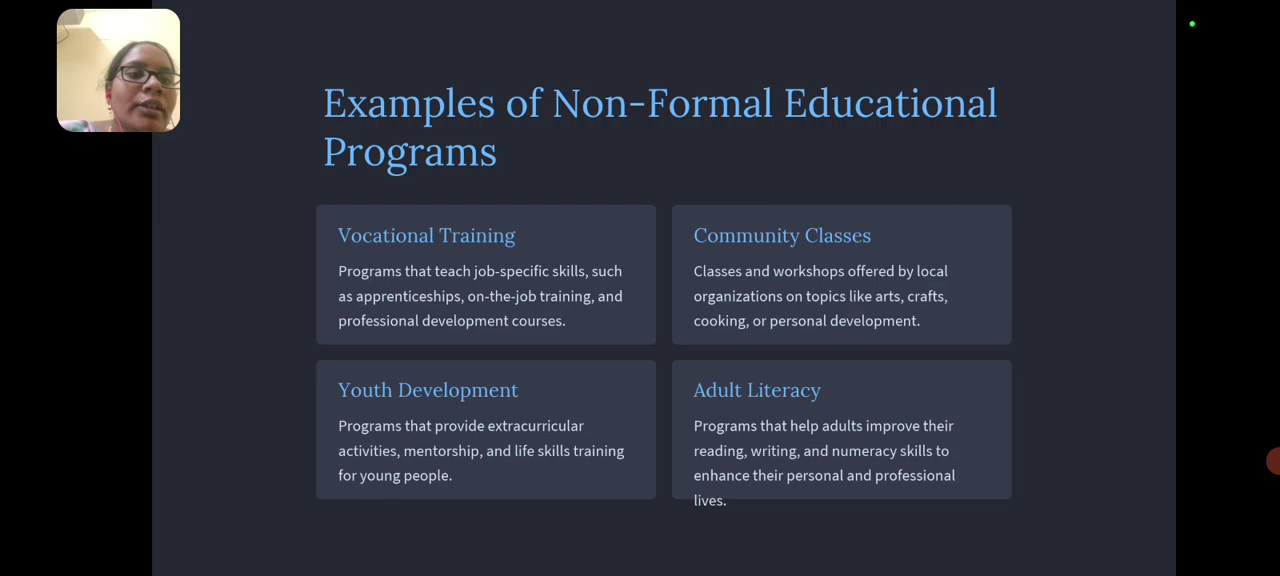 Examples of Non-Formal Educational
Programs
Vocational Training
Programs that teach job-specific skills, such
as apprenticeships, on-the-job training, and
professional development courses.
Community Classes
Classes and workshops offered by local
organizations on topics like arts, crafts,
cooking, or personal development.
Youth Development
Programs that provide extracurricular
activities, mentorship, and life skills training
for young people.
Adult Literacy
Programs that help adults improve their
reading, writing, and numeracy skills to
enhance their personal and professional
lives.